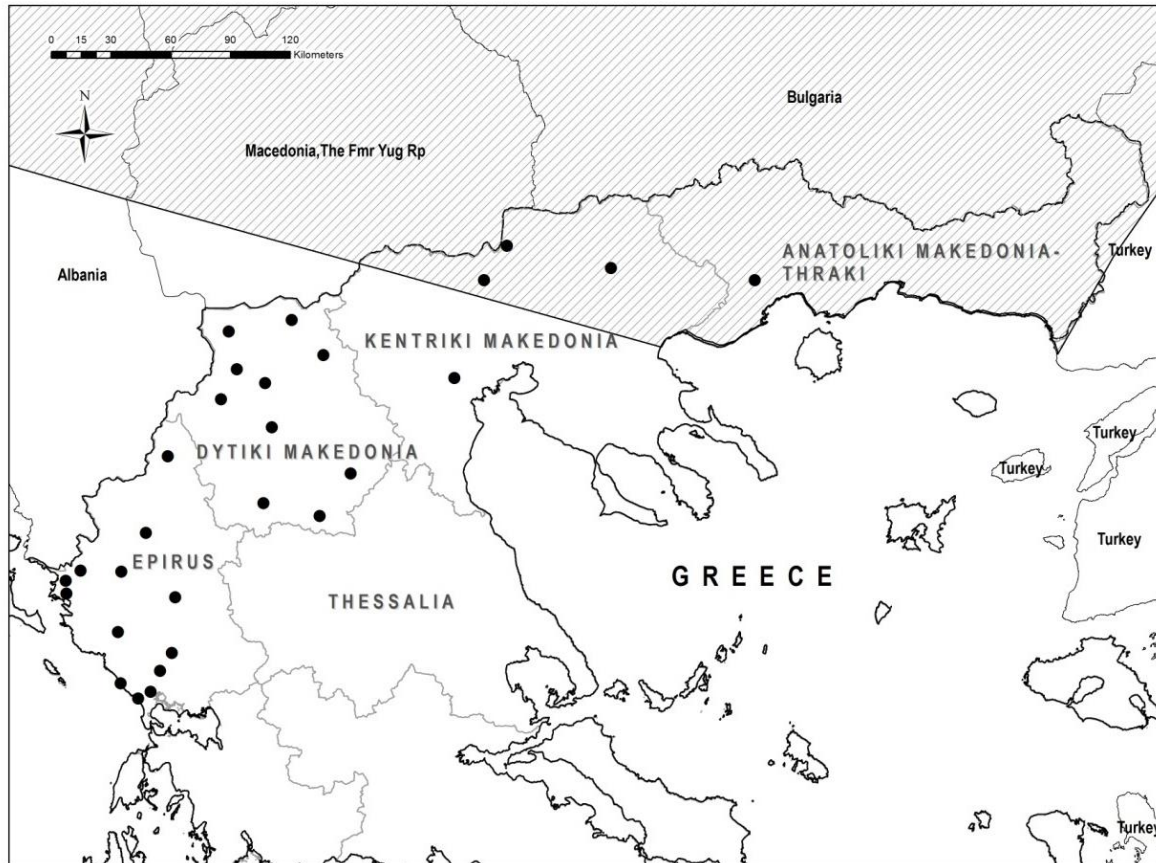 0 15 30 60 90 120
Kilometers
N
Bulgaria
Macedonia,The Fmr Yug Rp
Albania
ANATOLIKI MAKEDONIA-
THRAKI
Turkey
KENTRIKI MAKEDONIA
DYTIKI MAKEDONIA
Turkey
Turkey
Turkey
EPIRUS
GREECE
THESSALIA
Turkey